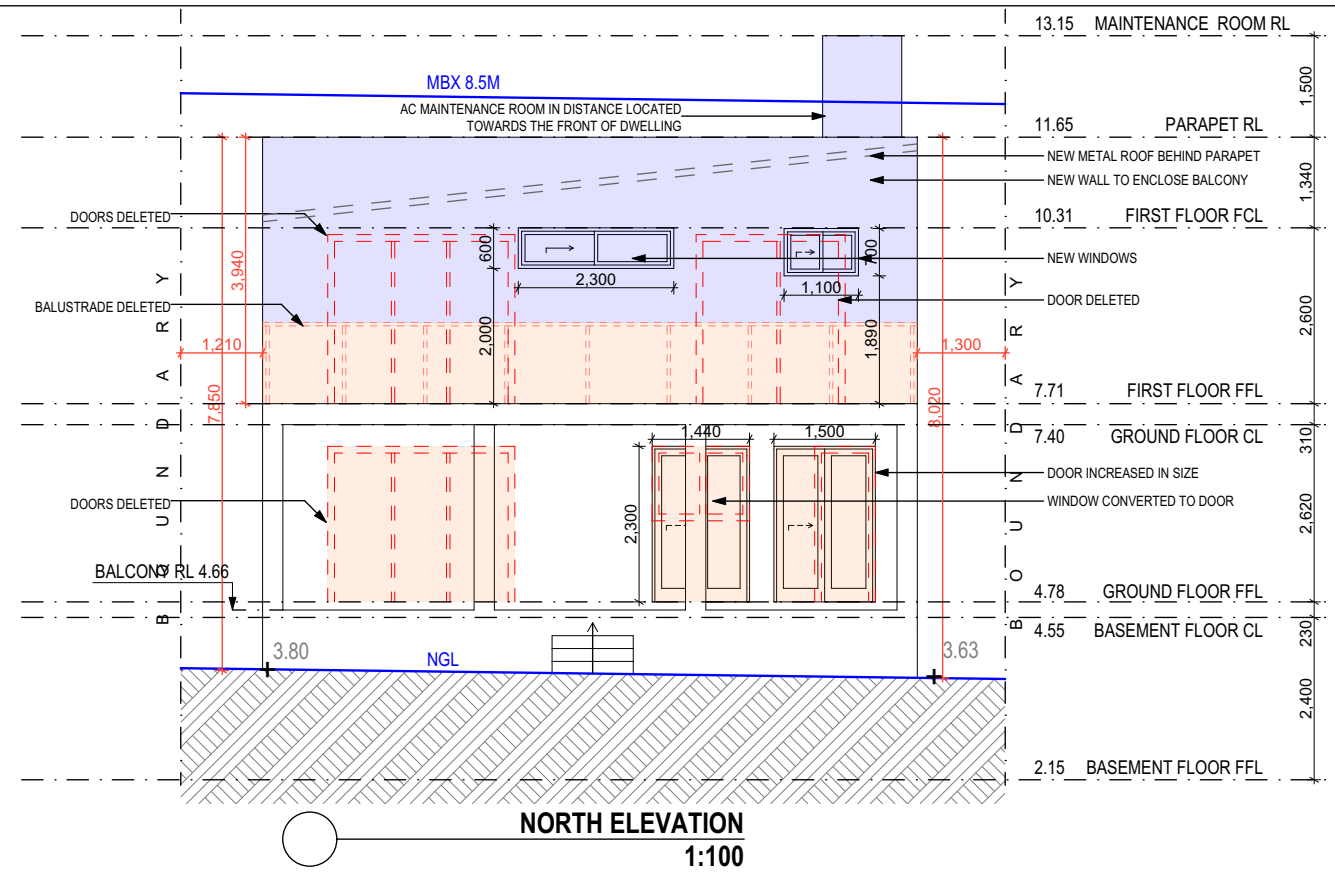 13.15 MAINTENANCE ROOM RL
1,500
MBX 8.5M
AC MAINTENANCE ROOM IN DISTANCE LOCATED
TOWARDS THE FRONT OF DWELLING
11.65 PARAPET RL
NEW METAL ROOF BEHIND PARAPET
NEW WALL TO ENCLOSE BALCONY
1,340
DOORS DELETED
10.31 FIRST FLOOR FCL
3,940
600
2,300
700
1,100
NEW WINDOWS
DOOR DELETED
BALUSTRADE DELETED
2,600
1,210
2,000
1,890
1,300
7.71 FIRST FLOOR FFL
7,850
8,020
310
7.40 GROUND FLOOR CL
1,440
1,500
DOOR INCREASED IN SIZE
WINDOW CONVERTED TO DOOR
DOORS DELETED
2,300
2,620
BOUNDARY
BOUNDARY
BALCONY RL 4.66
4.78 GROUND FLOOR FFL
230
4.55 BASEMENT FLOOR CL
3.80
NGL
3.63
2,400
2.15 BASEMENT FLOOR FFL
NORTH ELEVATION
1:100